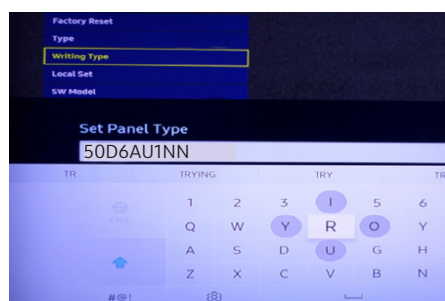 Factory Reset
Type
Writing Type
Local Set
SW Model
Set Panel Type
50D6AU1NN
TR TRYING TRY TR
1 2 3 I 5 6
Q W Y R O Y
A S D U G H
Z X C V B N
#@!